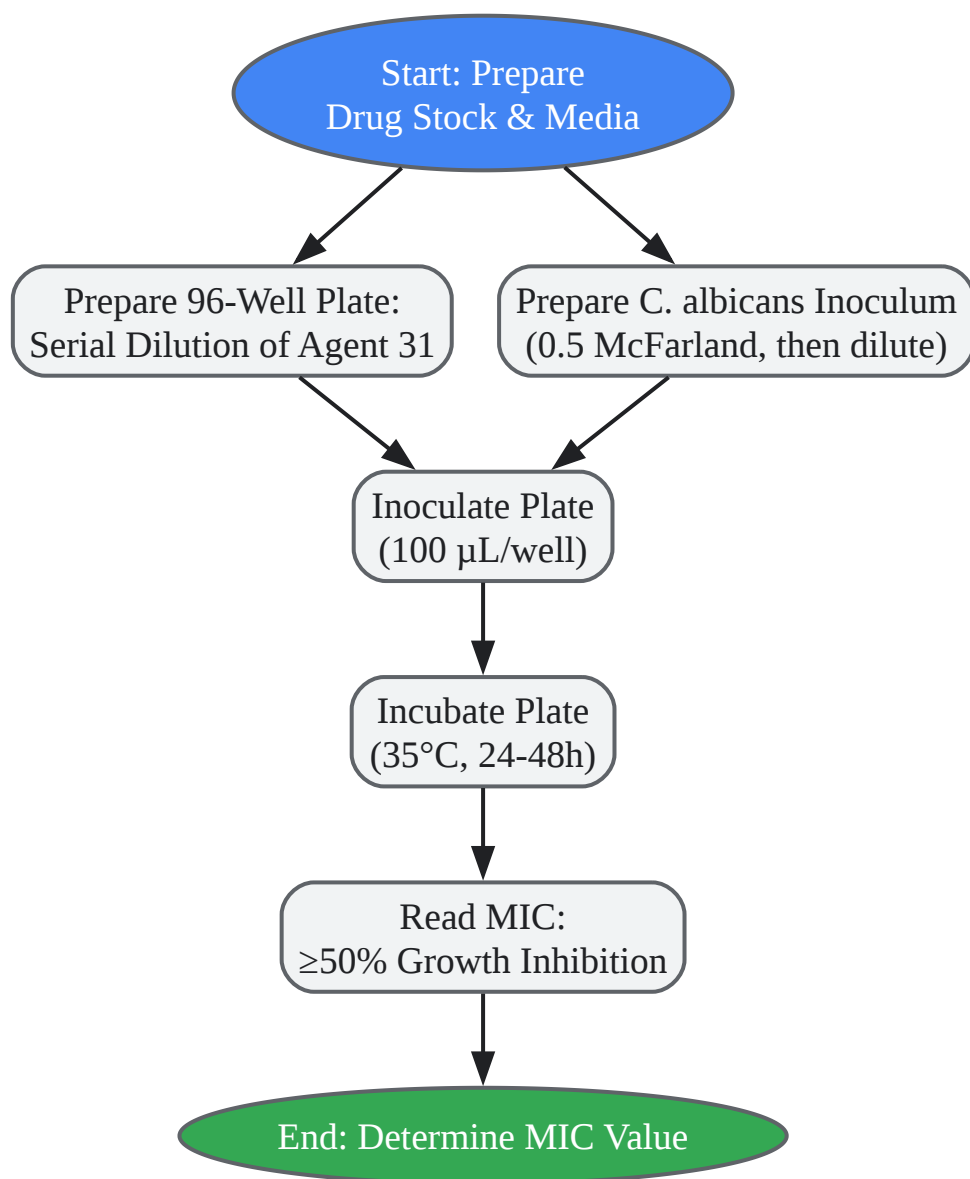 Start: Prepare
Drug Stock & Media
Prepare 96-Well Plate:
Serial Dilution of Agent 31
Prepare C. albicans Inoculum
(0.5 McFarland, then dilute)
Inoculate Plate
(100 µL/well)
Incubate Plate
(35°C, 24-48h)
Read MIC:
≥50% Growth Inhibition
End: Determine MIC Value